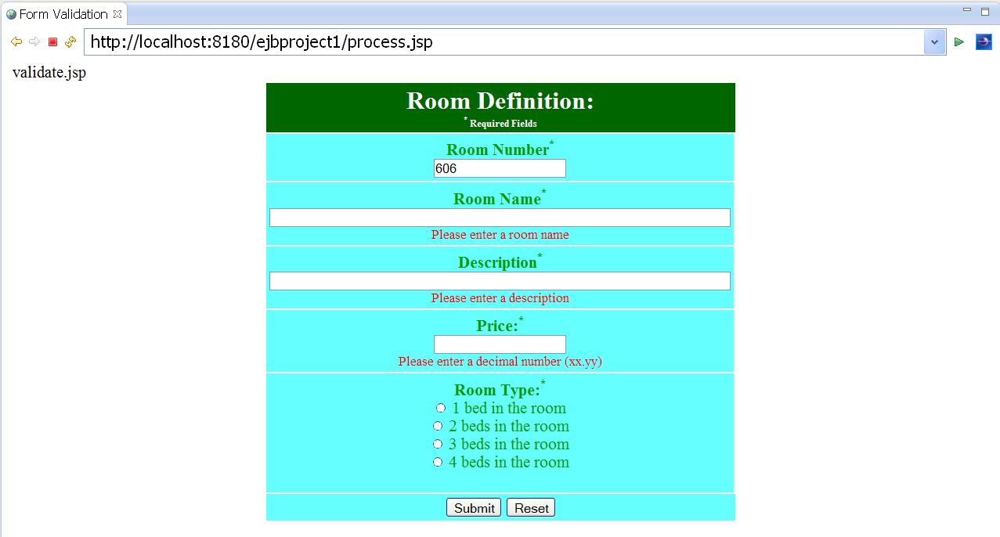 Form Validation
http://localhost:8180/ejbproject1/process.jsp
validate.jsp
Room Definition:
* Required Fields
Room Number*
606
Room Name*
Please enter a room name
Description*
Please enter a description
Price:*
Please enter a decimal number (xx.yy)
Room Type:*
1 bed in the room
2 beds in the room
3 beds in the room
4 beds in the room
Submit Reset